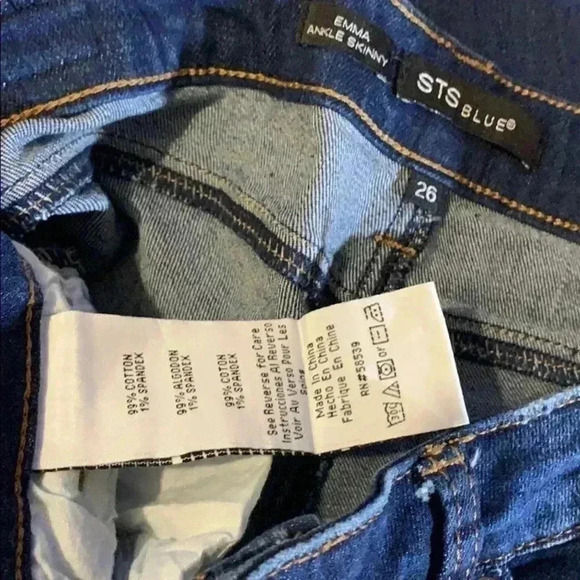 EMMA
ANKLE SKINNY
STS BLUE®
26
99% COTTON
1% SPANDEX
99% ALGODON
1% SPANDEX
99% COTON
1% SPANDEX
See Reverse for Care
Instrucciones Al Reverso
Voir Au Verso Pour Les
Soins
Made In China
Hecho En China
Fabrique En Chine
RN#58539
or